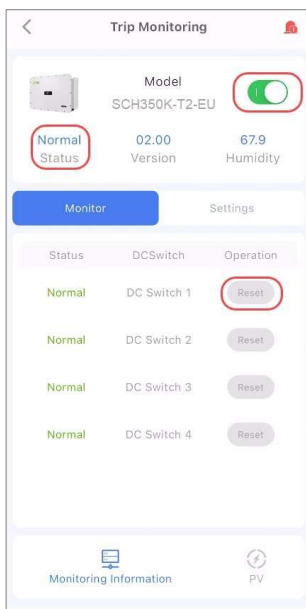 Trip Monitoring
Model
SCH350K-T2-EU
Normal 02.00 67.9
Status Version Humidity
Monitor Settings
Status DCSwitch Operation
Normal DC Switch 1 Reset
Normal DC Switch 2 Reset
Normal DC Switch 3 Reset
Normal DC Switch 4 Reset
Monitoring Information PV